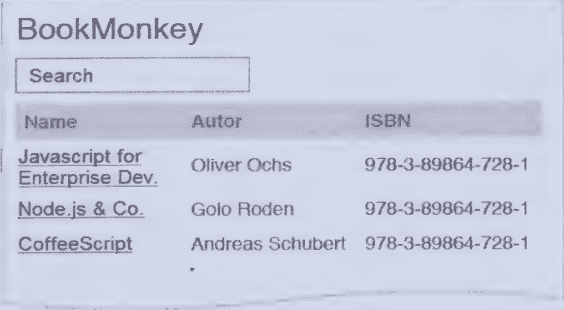 BookMonkey
Search
Name Autor ISBN
Javascript for
Enterprise Dev. Oliver Ochs 978-3-89864-728-1
Node.js & Co. Golo Roden 978-3-89864-728-1
CoffeeScript Andreas Schubert 978-3-89864-728-1